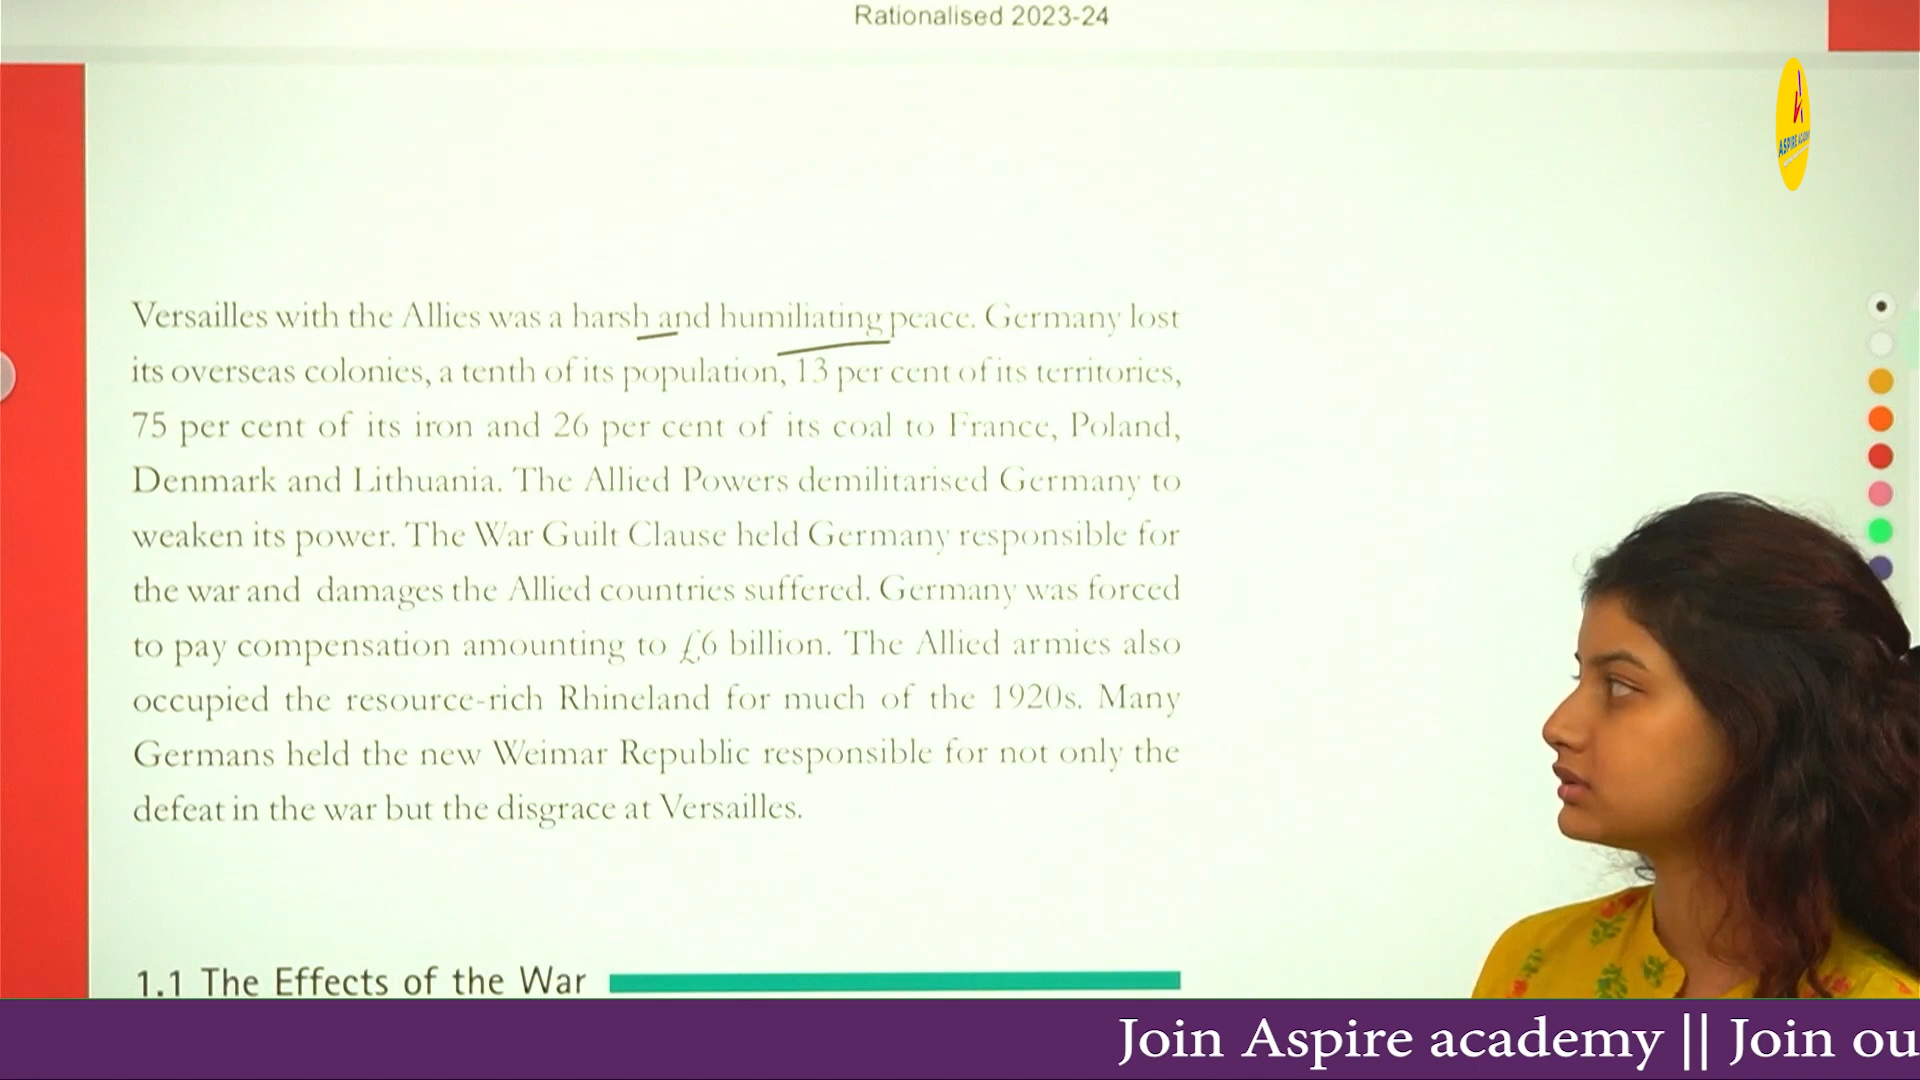 Rationalised 2023-24
ASPIRE ACADEMY
Versailles with the Allies was a harsh and humiliating peace. Germany lost
its overseas colonies, a tenth of its population, 13 per cent of its territories,
75 per cent of its iron and 26 per cent of its coal to France, Poland,
Denmark and Lithuania. The Allied Powers demilitarised Germany to
weaken its power. The War Guilt Clause held Germany responsible for
the war and damages the Allied countries suffered. Germany was forced
to pay compensation amounting to £6 billion. The Allied armies also
occupied the resource-rich Rhineland for much of the 1920s. Many
Germans held the new Weimar Republic responsible for not only the
defeat in the war but the disgrace at Versailles.
1.1 The Effects of the War
Join Aspire academy || Join ou